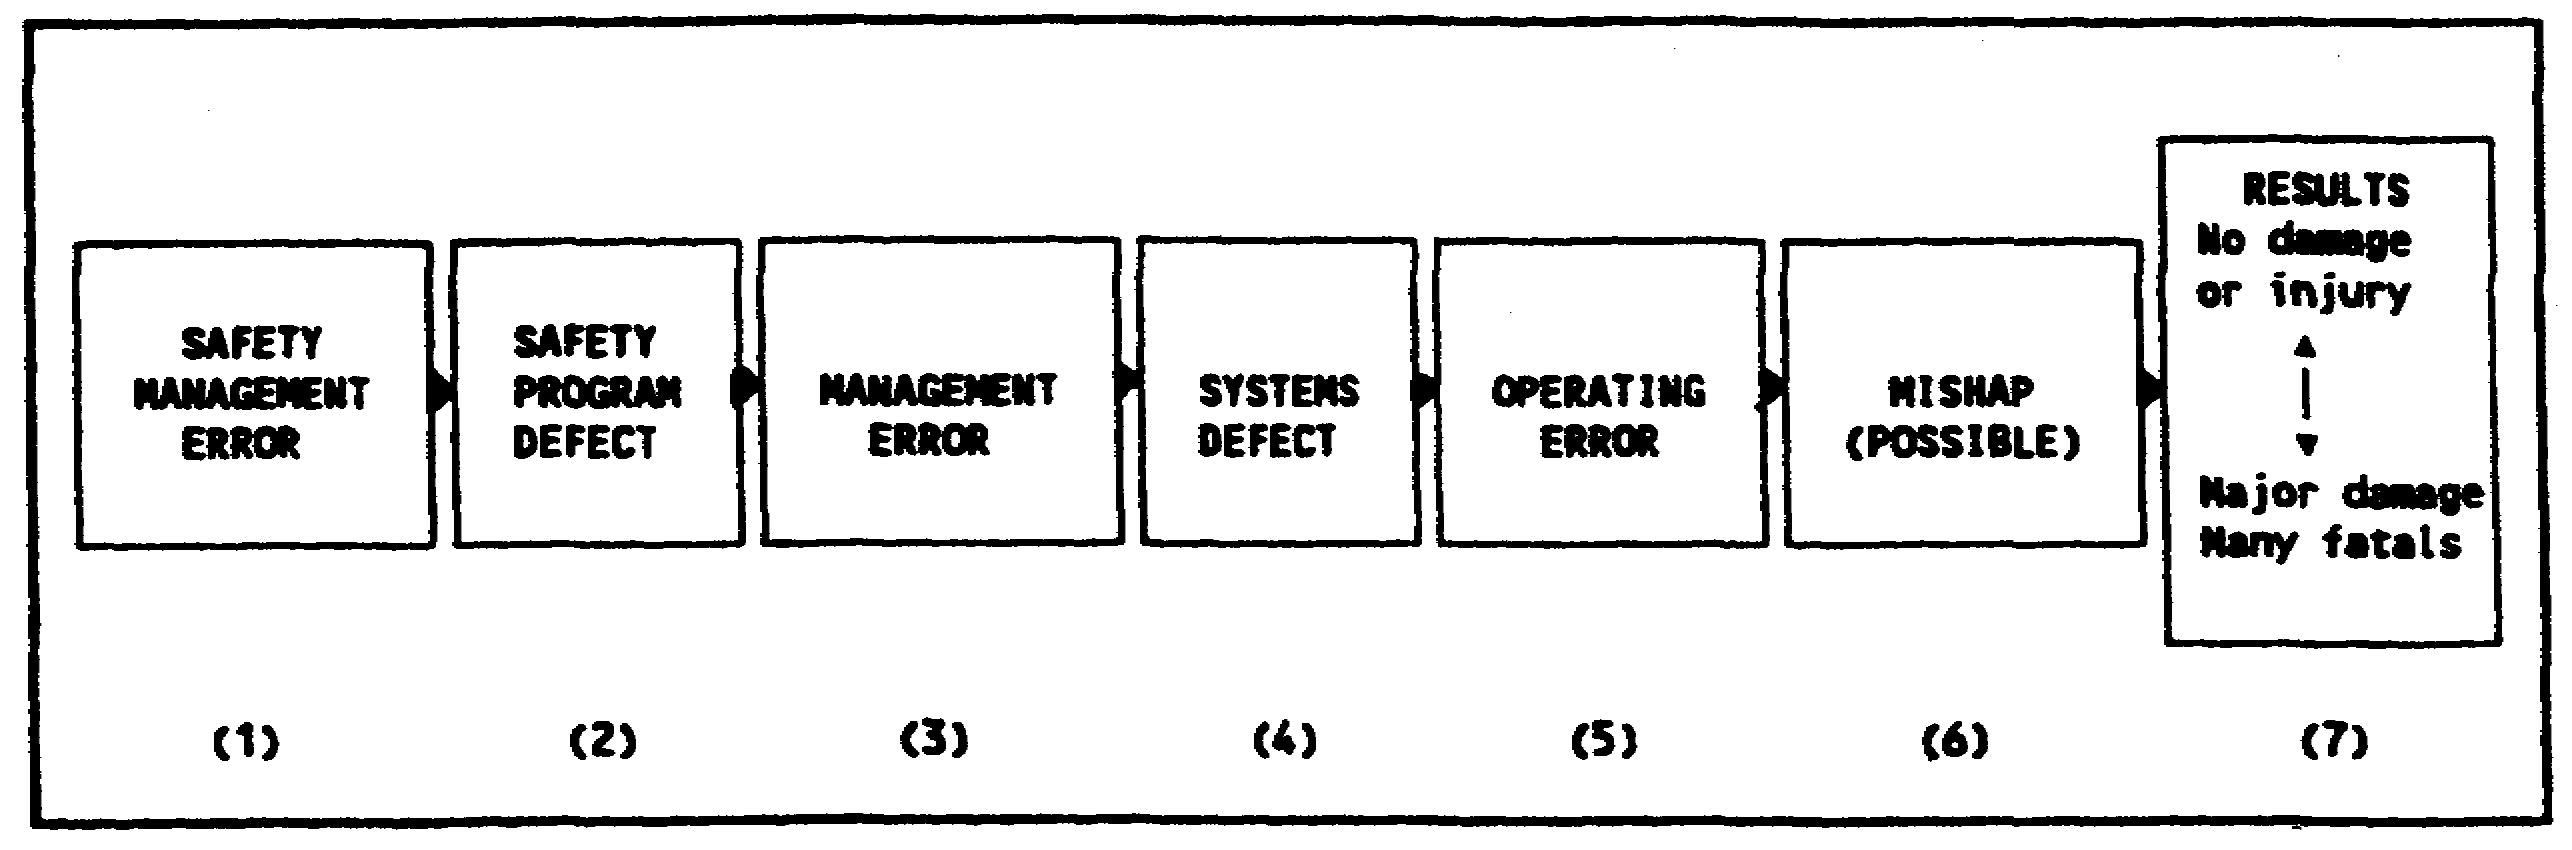 SAFETY
MANAGEMENT
ERROR
SAFETY
PROGRAM
DEFECT
MANAGEMENT
ERROR
SYSTEMS
DEFECT
OPERATING
ERROR
MISHAP
(POSSIBLE)
RESULTS
No damage
or injury
Major damage
Many fatals
(1)
(2)
(3)
(4)
(5)
(6)
(7)